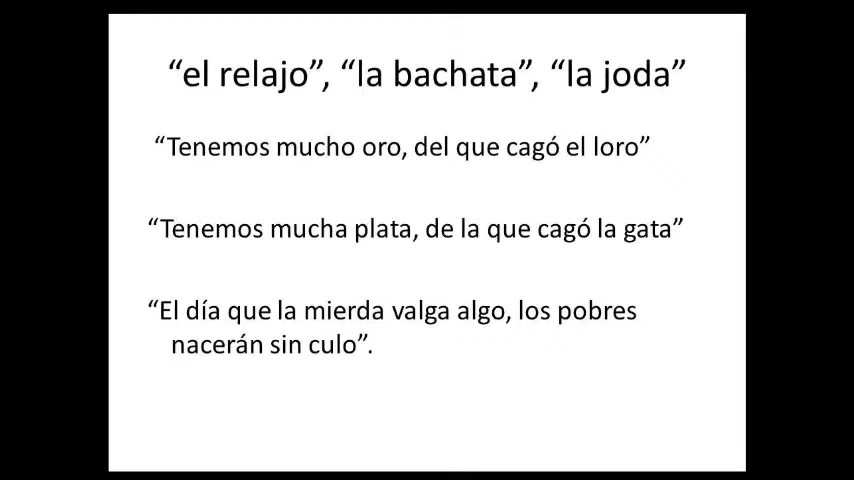 “el relajo”, “la bachata”, “la joda”
“Tenemos mucho oro, del que cagó el loro”
“Tenemos mucha plata, de la que cagó la gata”
“El día que la mierda valga algo, los pobres
nacerán sin culo”.